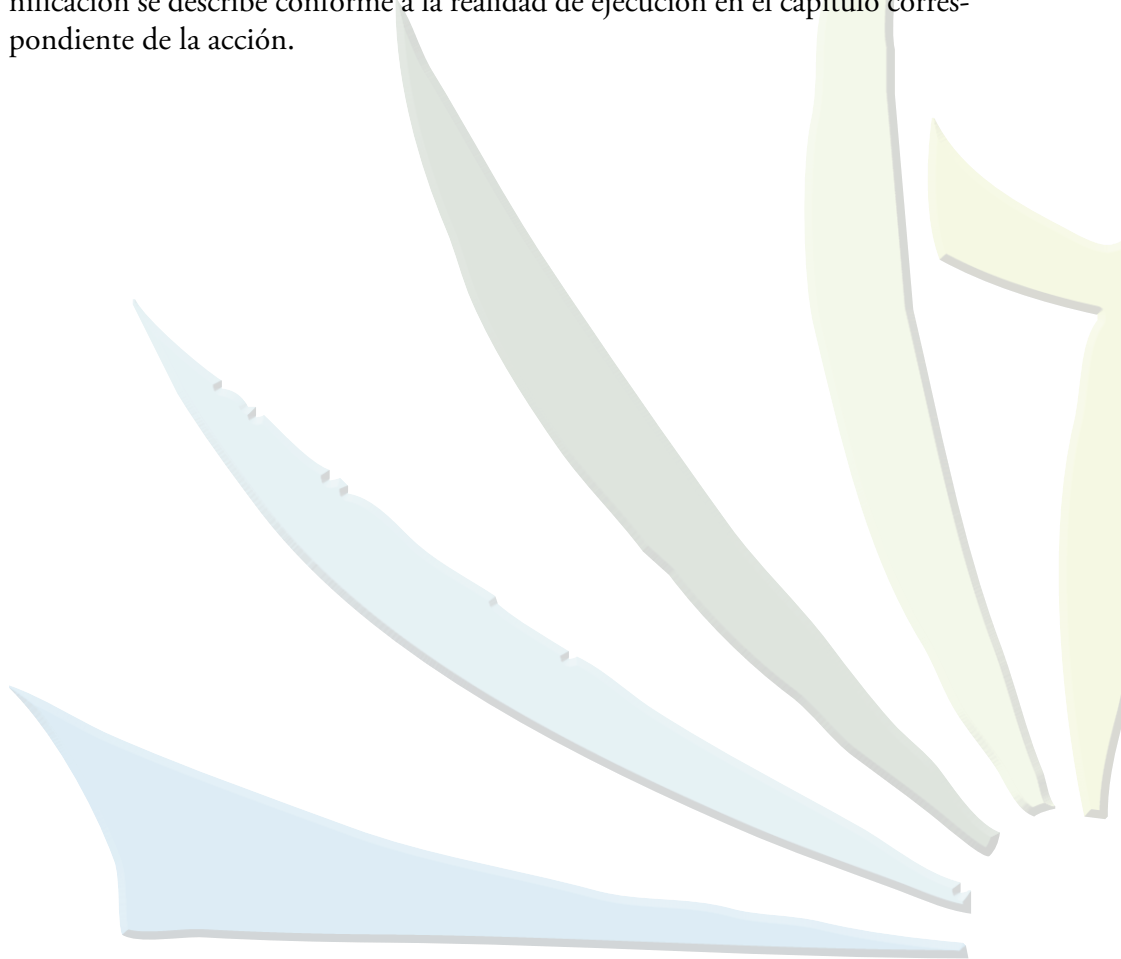 nificación se describe conforme a la realidad de ejecución en el capítulo corres-
pondiente de la acción.